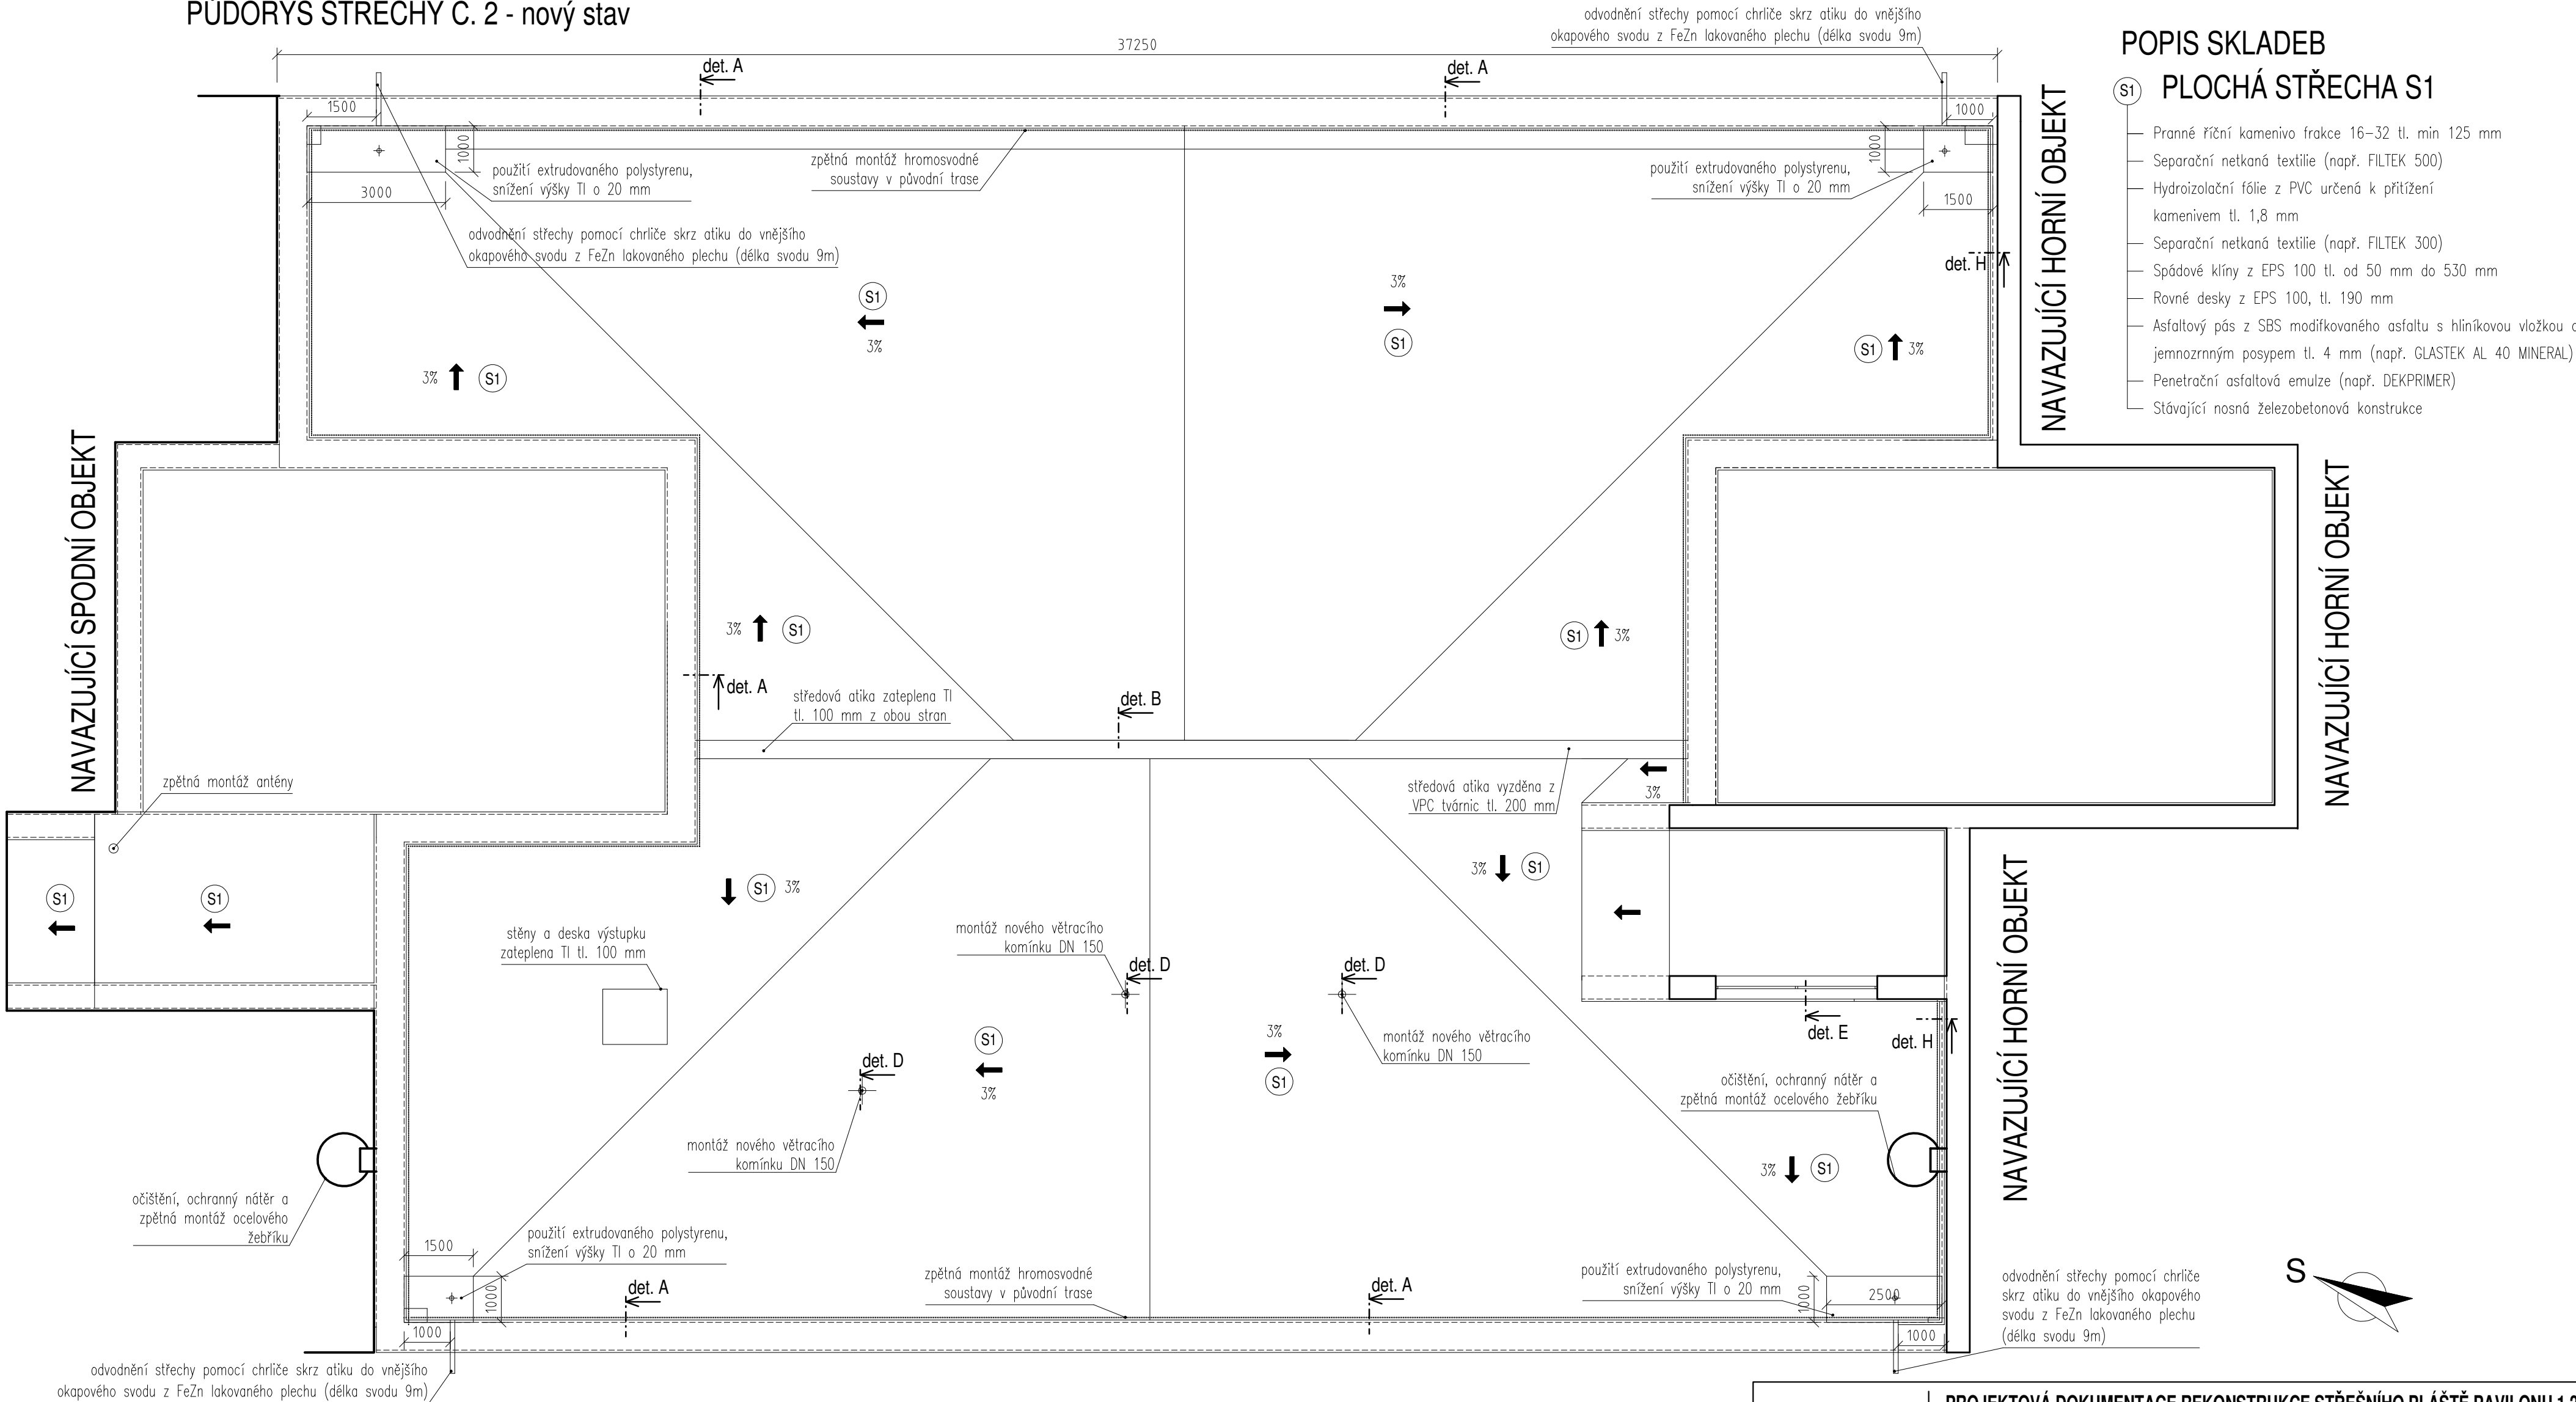 PŮDORYS STŘECHY Č. 2 - nový stav
37250
odvodnění střechy pomocí chrliče skrz atiku do vnějšího
okapového svodu z FeZn lakovaného plechu (délka svodu 9m)
POPIS SKLADEB
S1 PLOCHÁ STŘECHA S1
Pranné říční kamenivo frakce 16-32 tl. min 125 mm
Separační netkaná textilie (např. FILTEK 500)
Hydroizolační fólie z PVC určená k přitížení
kamenivem tl. 1,8 mm
Separační netkaná textilie (např. FILTEK 300)
Spádové klíny z EPS 100 tl. od 50 mm do 530 mm
Rovné desky z EPS 100, tl. 190 mm
Asfaltový pás z SBS modifkovaného asfaltu s hliníkovou vložkou
jemnozrnným posypem tl. 4 mm (např. GLASTEK AL 40 MINERAL)
Penetrační asfaltová emulze (např. DEKPRIMER)
Stávající nosná železobetonová konstrukce
det. A
det. A
1500
1000
1000
1000
použití extrudovaného polystyrenu,
snížení výšky TI o 20 mm
zpětná montáž hromosvodné
soustavy v původní trase
použití extrudovaného polystyrenu,
snížení výšky TI o 20 mm
3000
1500
odvodnění střechy pomocí chrliče skrz atiku do vnějšího
okapového svodu z FeZn lakovaného plechu (délka svodu 9m)
NAVAZUJÍCÍ HORNÍ OBJEKT
det. H
S1
3%
3%
S1
3% S1
S1 3%
NAVAZUJÍCÍ SPODNÍ OBJEKT
NAVAZUJÍCÍ HORNÍ OBJEKT
3% S1
S1 3%
det. A
středová atika zateplena TI
tl. 100 mm z obou stran
det. B
zpětná montáž antény
středová atika vyzděna z
VPC tvárnic tl. 200 mm
3%
S1
S1
S1 3%
3% S1
NAVAZUJÍCÍ HORNÍ OBJEKT
stěny a deska výstupku
zateplena TI tl. 100 mm
montáž nového větracího
komínku DN 150
det. D
det. D
S1
3%
3%
S1
montáž nového větracího
komínku DN 150
det. E
det. H
det. D
montáž nového větracího
komínku DN 150
očištění, ochranný nátěr a
zpětná montáž ocelového žebříku
3% S1
očištění, ochranný nátěr a
zpětná montáž ocelového
žebříku
použití extrudovaného polystyrenu,
snížení výšky TI o 20 mm
1500
1000
det. A
zpětná montáž hromosvodné
soustavy v původní trase
det. A
použití extrudovaného polystyrenu,
snížení výšky TI o 20 mm
1000
2500
1000
1000
S
odvodnění střechy pomocí chrliče
skrz atiku do vnějšího okapového
svodu z FeZn lakovaného plechu
(délka svodu 9m)
odvodnění střechy pomocí chrliče skrz atiku do vnějšího
okapového svodu z FeZn lakovaného plechu (délka svodu 9m)
PROJEKTOVÁ DOKUMENTACE REKONSTRUKCE STŘEŠNÍHO PLÁŠTĚ PAVILONU